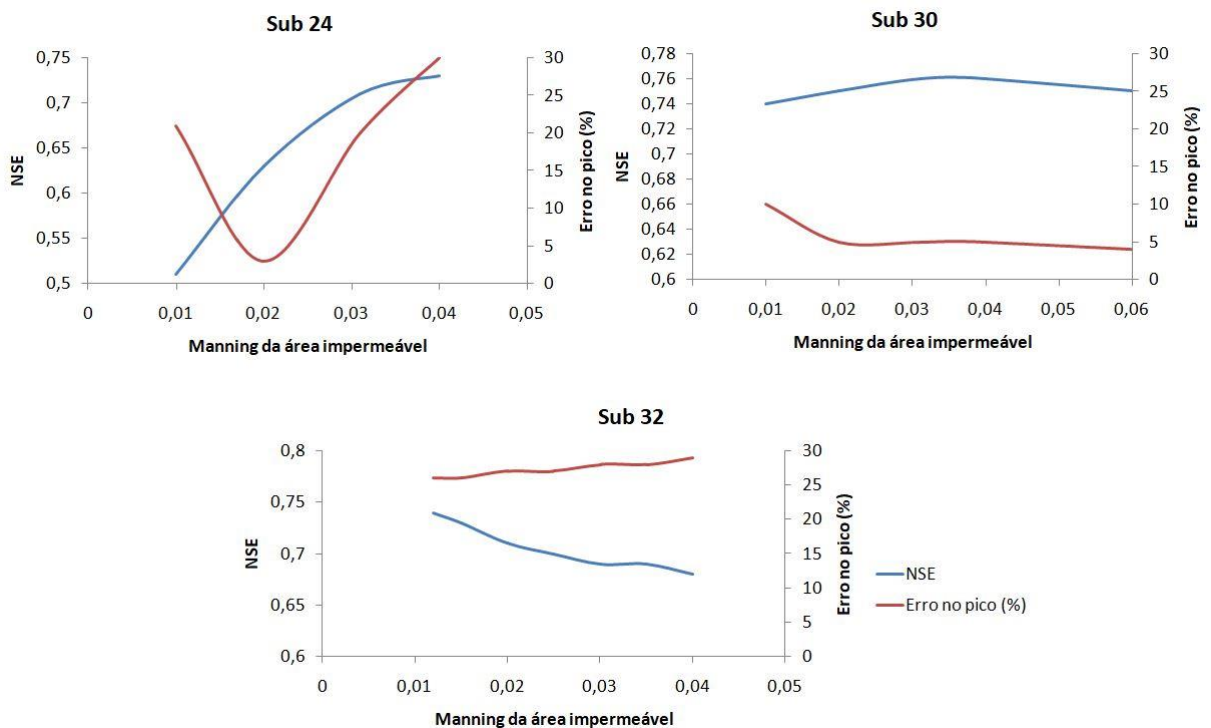 Sub 24
0,75
0,7
0,65
0,6
0,55
0,5
NSE
30
25
20
15
10
5
0
Erro no pico (%)
0 0,01 0,02 0,03 0,04 0,05
Manning da área impermeável
Sub 30
0,78
0,76
0,74
0,72
0,7
0,68
0,66
0,64
0,62
0,6
NSE
30
25
20
15
10
5
0
Erro no pico (%)
0 0,01 0,02 0,03 0,04 0,05 0,06
Manning da área impermeável
Sub 32
0,8
0,75
0,7
0,65
0,6
NSE
30
25
20
15
10
5
0
Erro no pico (%)
0 0,01 0,02 0,03 0,04 0,05
Manning da área impermeável
NSE
Erro no pico (%)